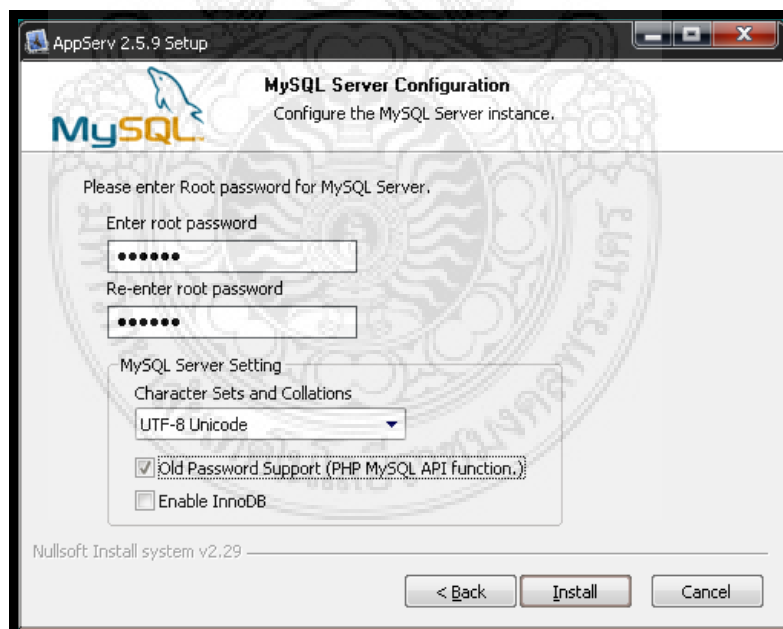 AppServ 2.5.9 Setup
MySQL Server Configuration
Configure the MySQL Server instance.
MySQL
Please enter Root password for MySQL Server.
Enter root password
••••••
Re-enter root password
••••••
MySQL Server Setting
Character Sets and Collations
UTF-8 Unicode
Old Password Support (PHP MySQL API function.)
Enable InnoDB
Nullsoft Install system v2.29
< Back
Install
Cancel